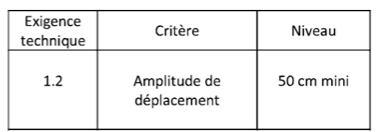 Exigence
technique
Critère
Niveau
1.2
Amplitude de
déplacement
50 cm mini